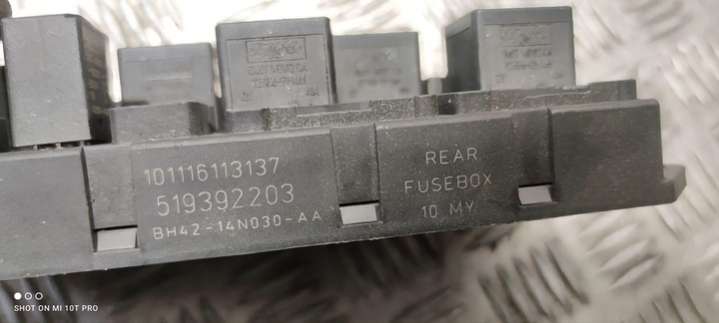 101116113137
519392203
BH42-14N030-AA
REAR
FUSEBOX
10 MY
SHOT ON MI 10T PRO